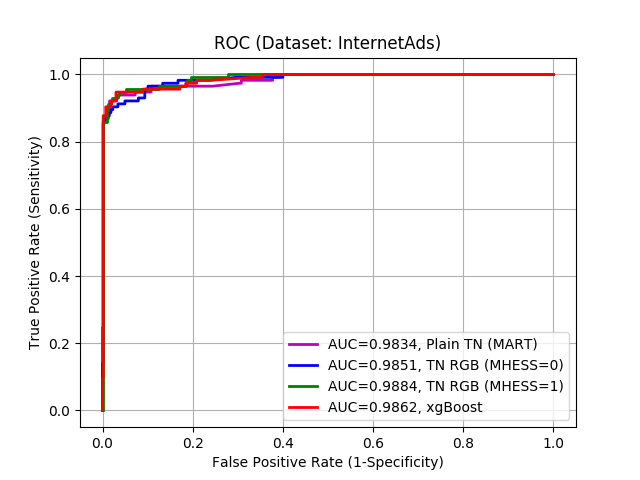 ROC (Dataset: InternetAds)
True Positive Rate (Sensitivity)
1.0
0.8
0.6
0.4
0.2
0.0
AUC=0.9834, Plain TN (MART)
AUC=0.9851, TN RGB (MHESS=0)
AUC=0.9884, TN RGB (MHESS=1)
AUC=0.9862, xgBoost
0.0 0.2 0.4 0.6 0.8 1.0
False Positive Rate (1-Specificity)